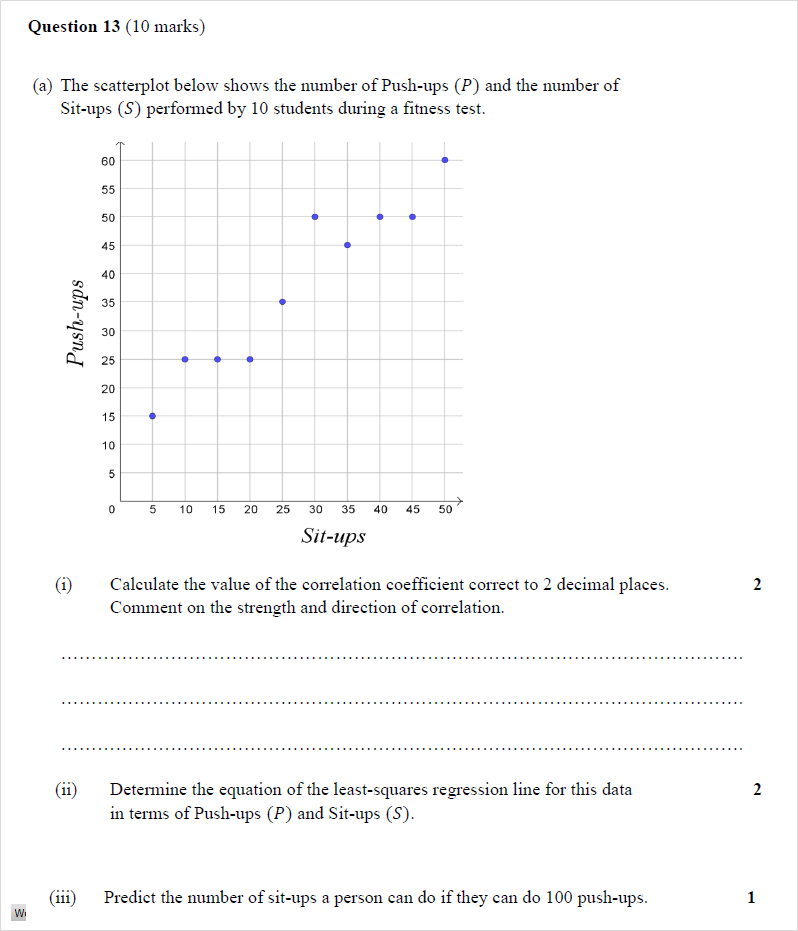 Question 13 (10 marks)
(a) The scatterplot below shows the number of Push-ups (P) and the number of
Sit-ups (S) performed by 10 students during a fitness test.
60
55
50
45
40
35
30
25
20
15
10
5
Push-ups
0 5 10 15 20 25 30 35 40 45 50
Sit-ups
(i) Calculate the value of the correlation coefficient correct to 2 decimal places. 2
Comment on the strength and direction of correlation.
(ii) Determine the equation of the least-squares regression line for this data 2
in terms of Push-ups (P) and Sit-ups (S).
(iii) Predict the number of sit-ups a person can do if they can do 100 push-ups. 1